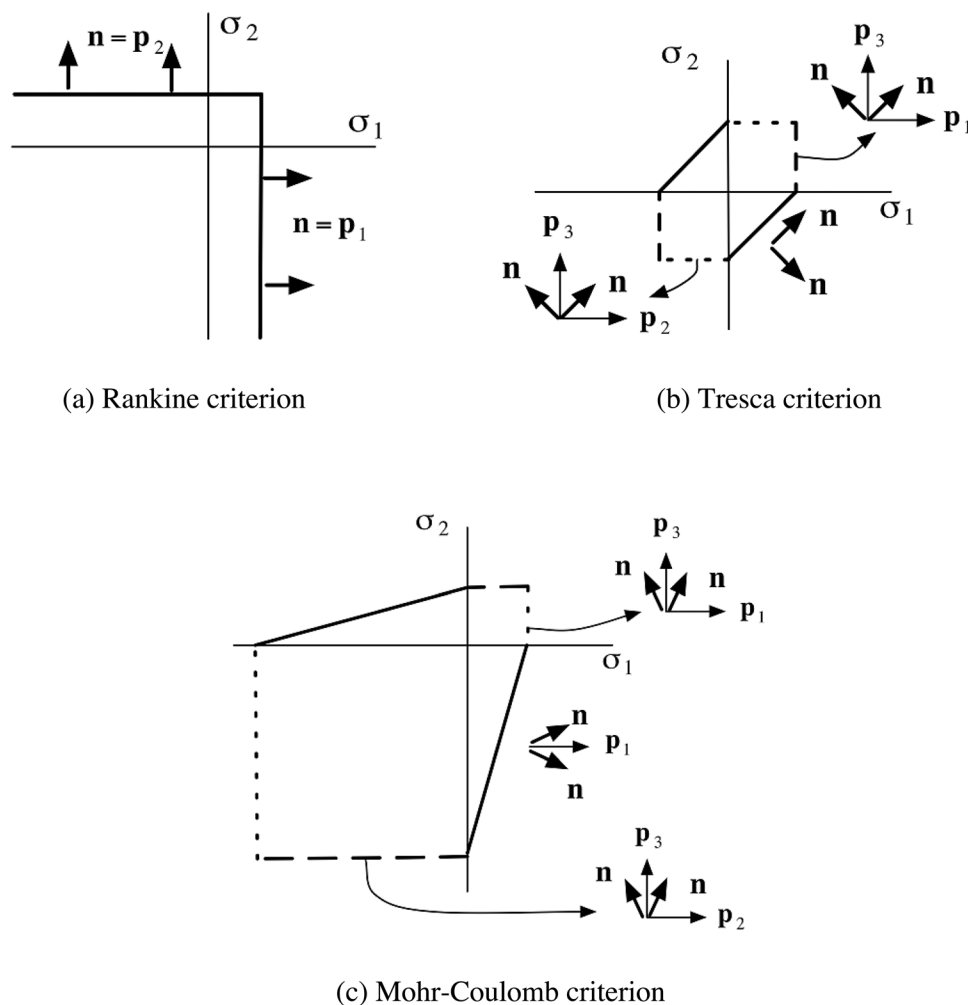 σ₂
n = p₂
σ₁
n = p₁
(a) Rankine criterion
σ₂
p₃
n n
p₁
σ₁
n
n
p₃
n n
p₂
(b) Tresca criterion
σ₂
p₃
n n
p₁
σ₁
n
p₁
n
p₃
n n
p₂
(c) Mohr-Coulomb criterion